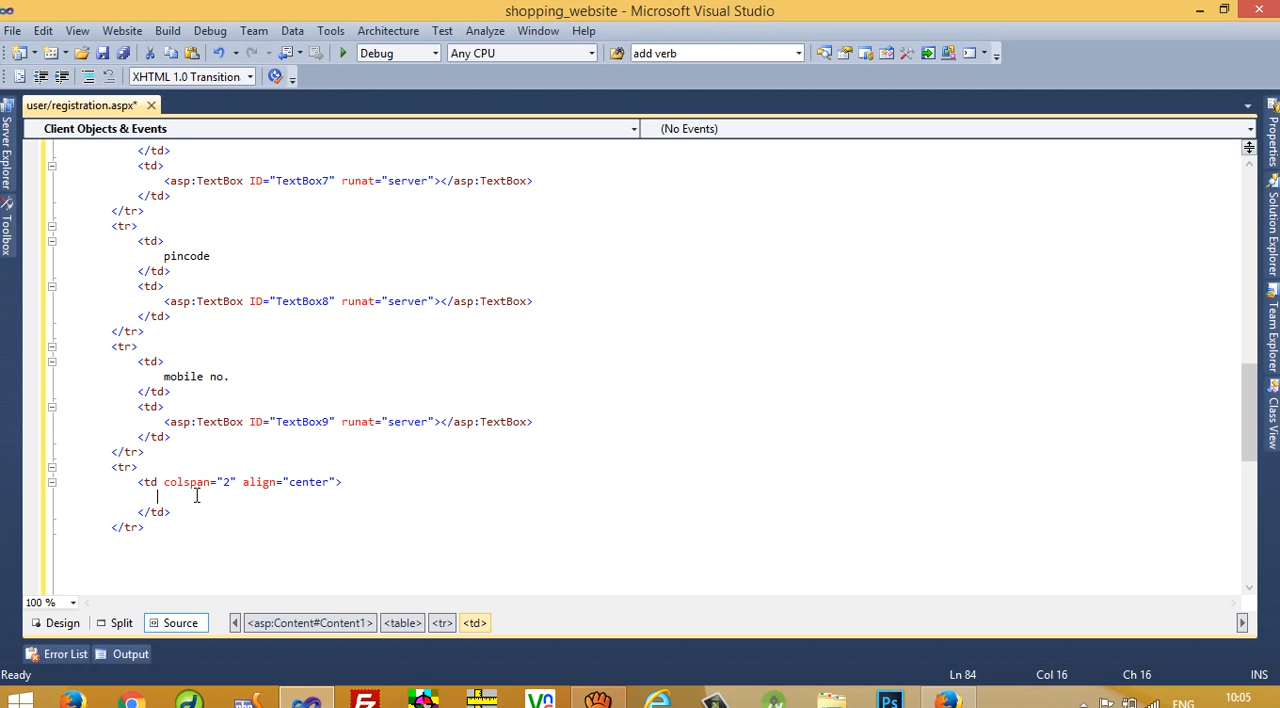 shopping_website - Microsoft Visual Studio
File Edit View Website Build Debug Team Data Tools Architecture Test Analyze Window Help
Debug Any CPU add verb
XHTML 1.0 Transition
user/registration.aspx*
Client Objects & Events (No Events)
</td>
<td>
<asp:TextBox ID="TextBox7" runat="server"></asp:TextBox>
</td>
</tr>
<tr>
<td>
pincode
</td>
<td>
<asp:TextBox ID="TextBox8" runat="server"></asp:TextBox>
</td>
</tr>
<tr>
<td>
mobile no.
</td>
<td>
<asp:TextBox ID="TextBox9" runat="server"></asp:TextBox>
</td>
</tr>
<tr>
<td colspan="2" align="center">
</td>
</tr>
100 %
Design Split Source <asp:Content#Content1> <table> <tr> <td>
Error List Output
Ready Ln 84 Col 16 Ch 16 INS
ENG 10:05
Server Explorer
Toolbox
Properties
Solution Explorer
Team Explorer
Class View